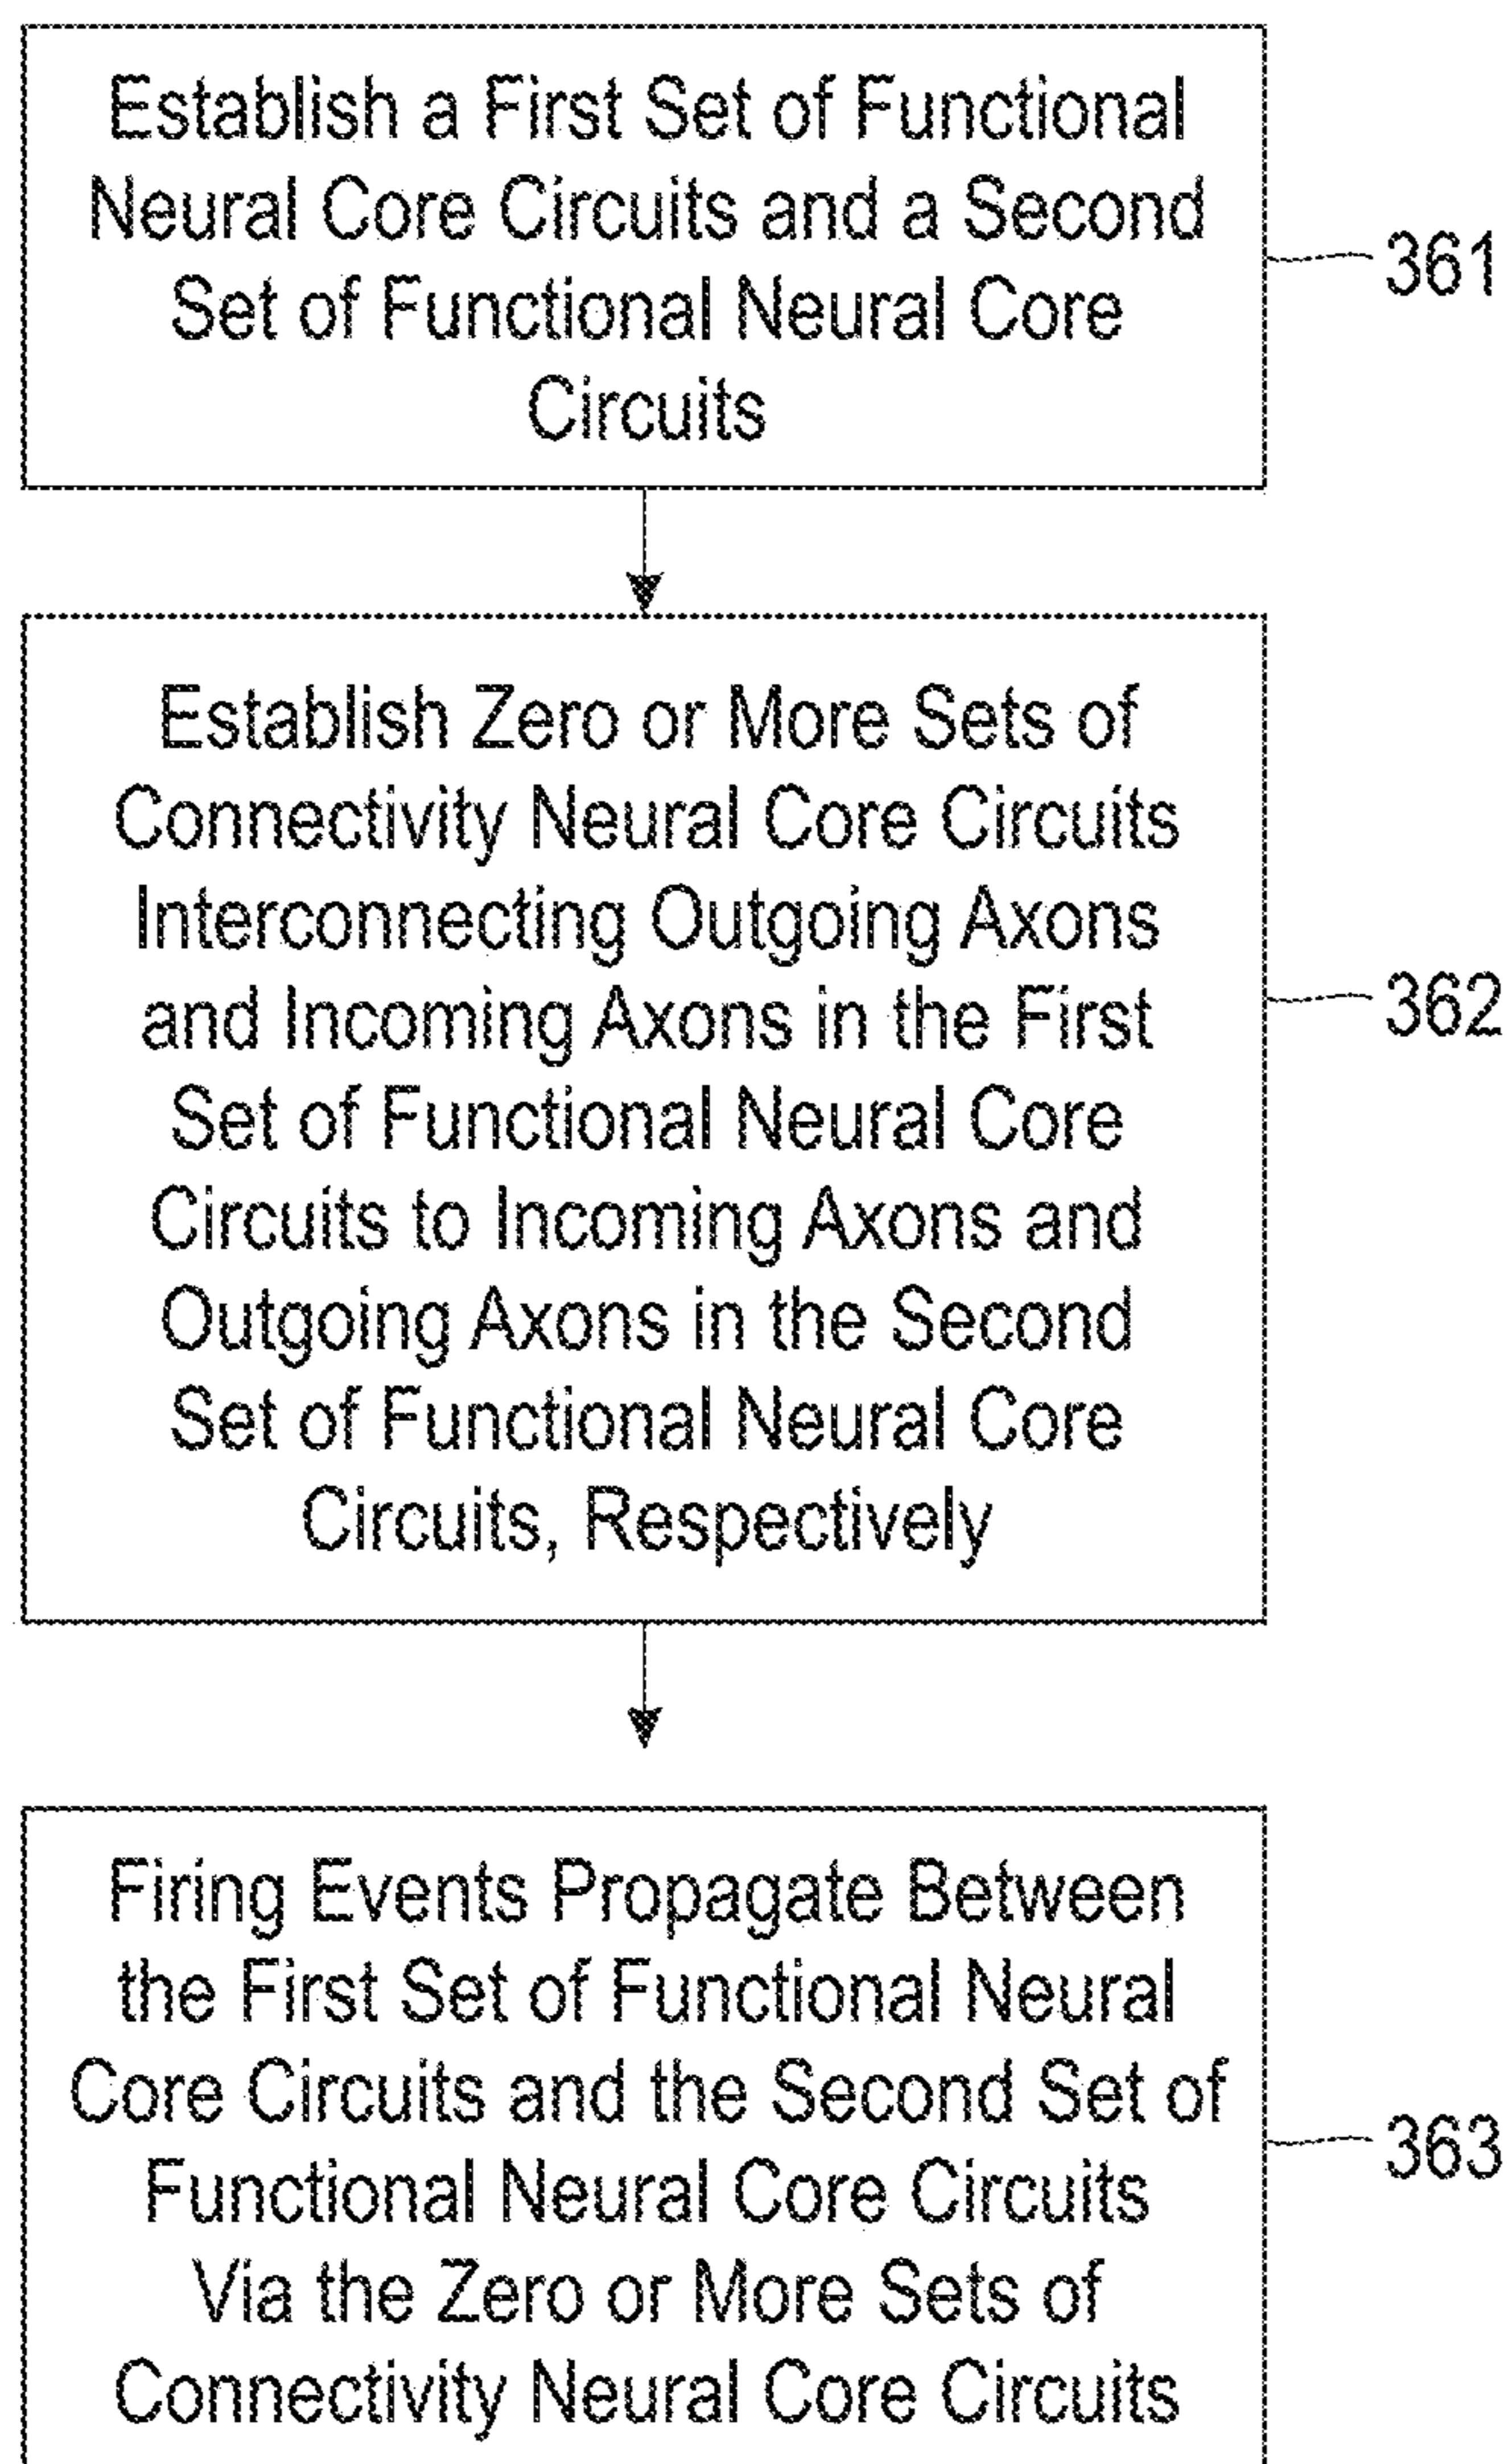 Establish a First Set of Functional
Neural Core Circuits and a Second
Set of Functional Neural Core
Circuits
361
Establish Zero or More Sets of
Connectivity Neural Core Circuits
Interconnecting Outgoing Axons
and Incoming Axons in the First
Set of Functional Neural Core
Circuits to Incoming Axons and
Outgoing Axons in the Second
Set of Functional Neural Core
Circuits, Respectively
362
Firing Events Propagate Between
the First Set of Functional Neural
Core Circuits and the Second Set of
Functional Neural Core Circuits
Via the Zero or More Sets of
Connectivity Neural Core Circuits
363